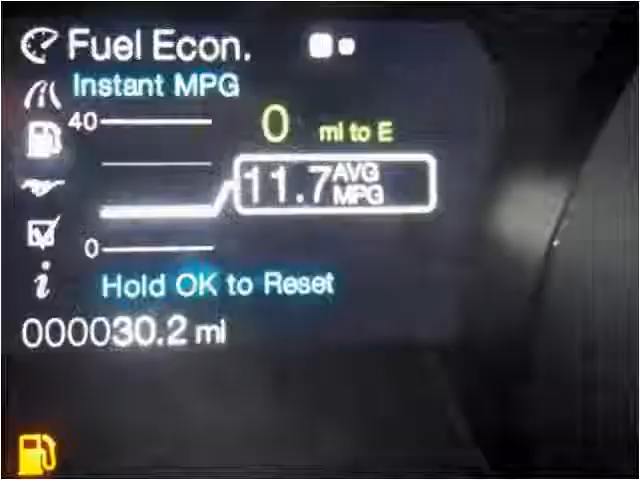 Fuel Econ.
Instant MPG
40
0 mi to E
11.7 AVG MPG
0
i
Hold OK to Reset
000030.2 mi